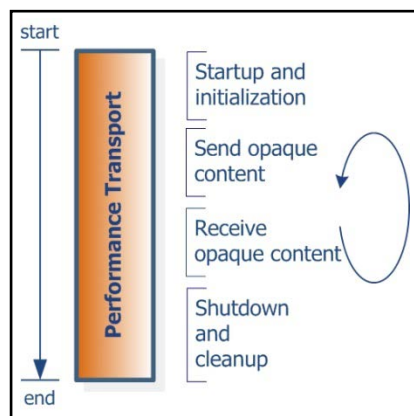 start
Performance Transport
Startup and
initialization
Send opaque
content
Receive
opaque content
Shutdown
and
cleanup
end